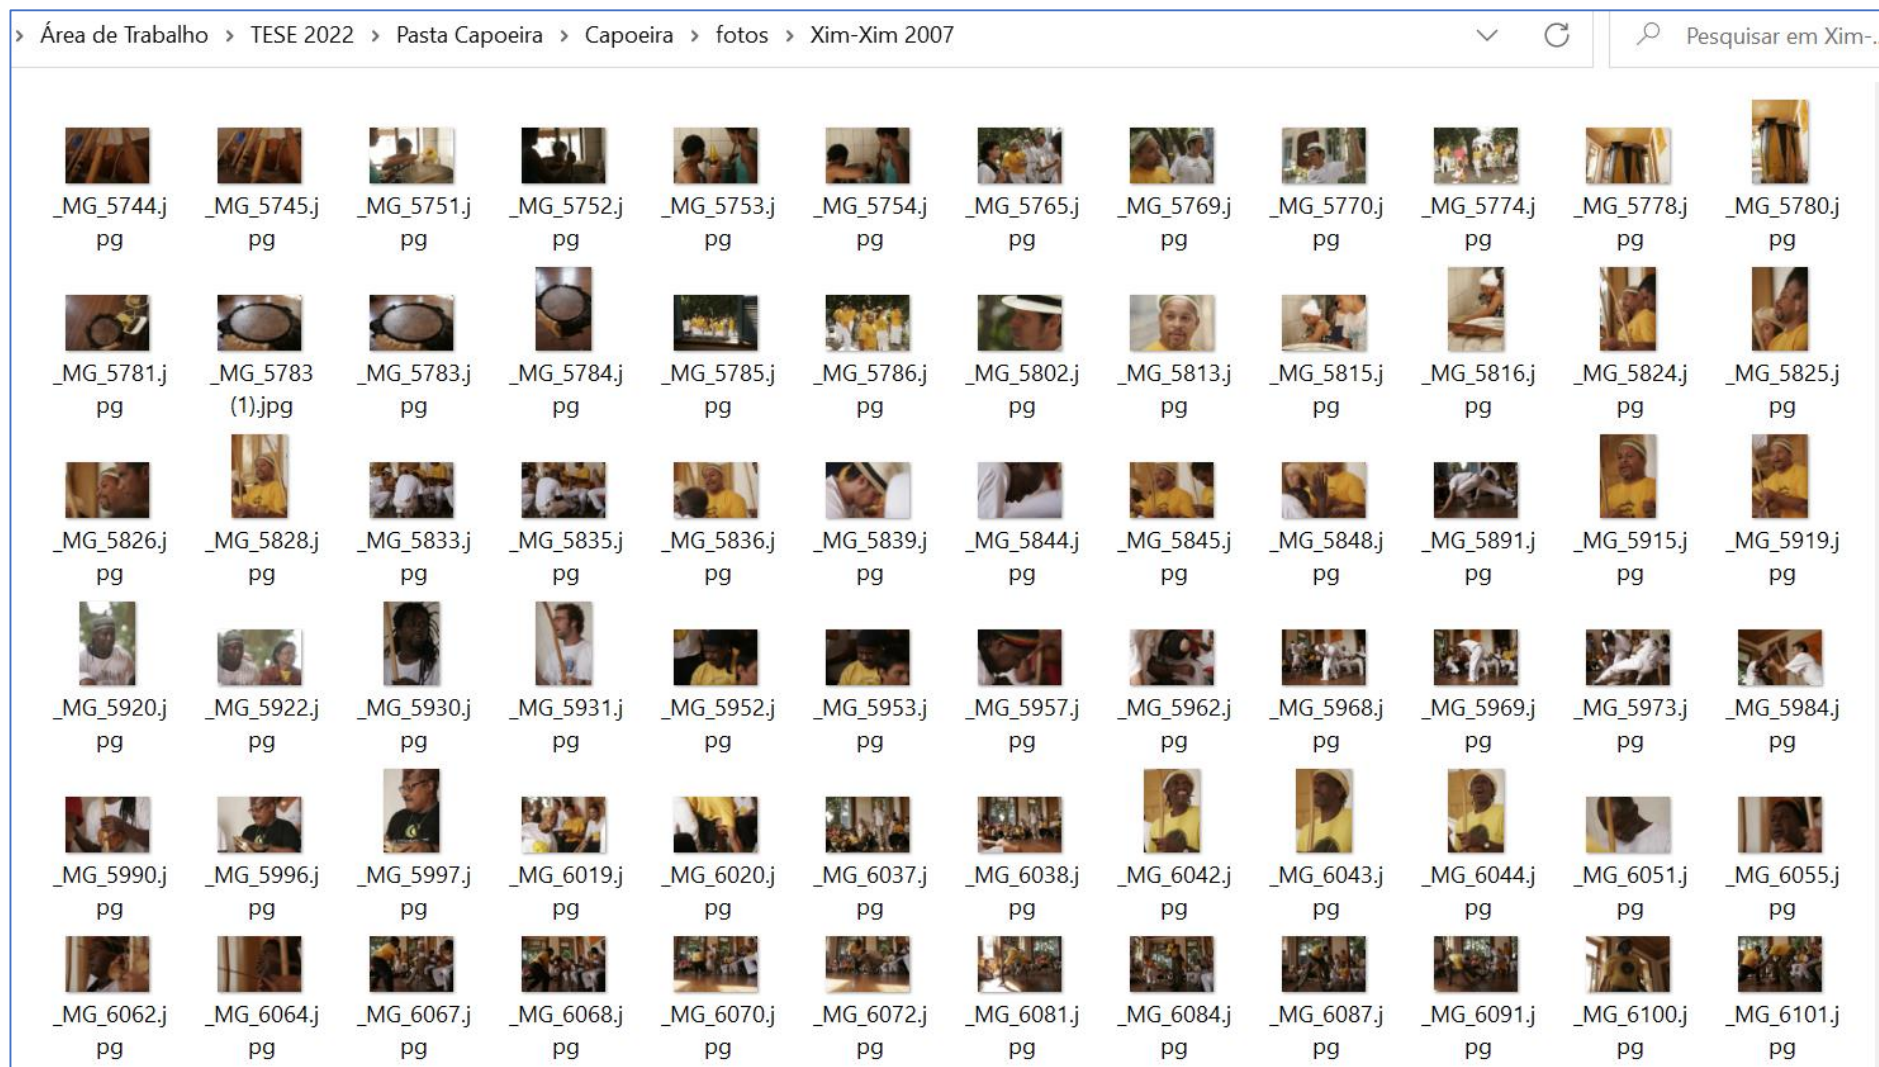 › Área de Trabalho › TESE 2022 › Pasta Capoeira › Capoeira › fotos › Xim-Xim 2007
Pesquisar em Xim-..
_MG_5744.j _MG_5745.j _MG_5751.j _MG_5752.j _MG_5753.j _MG_5754.j _MG_5765.j _MG_5769.j _MG_5770.j _MG_5774.j _MG_5778.j _MG_5780.j
pg pg pg pg pg pg pg pg pg pg pg pg
_MG_5781.j _MG_5783 _MG_5783.j _MG_5784.j _MG_5785.j _MG_5786.j _MG_5802.j _MG_5813.j _MG_5815.j _MG_5816.j _MG_5824.j _MG_5825.j
pg (1).jpg pg pg pg pg pg pg pg pg pg pg
_MG_5826.j _MG_5828.j _MG_5833.j _MG_5835.j _MG_5836.j _MG_5839.j _MG_5844.j _MG_5845.j _MG_5848.j _MG_5891.j _MG_5915.j _MG_5919.j
pg pg pg pg pg pg pg pg pg pg pg pg
_MG_5920.j _MG_5922.j _MG_5930.j _MG_5931.j _MG_5952.j _MG_5953.j _MG_5957.j _MG_5962.j _MG_5968.j _MG_5969.j _MG_5973.j _MG_5984.j
pg pg pg pg pg pg pg pg pg pg pg pg
_MG_5990.j _MG_5996.j _MG_5997.j _MG_6019.j _MG_6020.j _MG_6037.j _MG_6038.j _MG_6042.j _MG_6043.j _MG_6044.j _MG_6051.j _MG_6055.j
pg pg pg pg pg pg pg pg pg pg pg pg
_MG_6062.j _MG_6064.j _MG_6067.j _MG_6068.j _MG_6070.j _MG_6072.j _MG_6081.j _MG_6084.j _MG_6087.j _MG_6091.j _MG_6100.j _MG_6101.j
pg pg pg pg pg pg pg pg pg pg pg pg